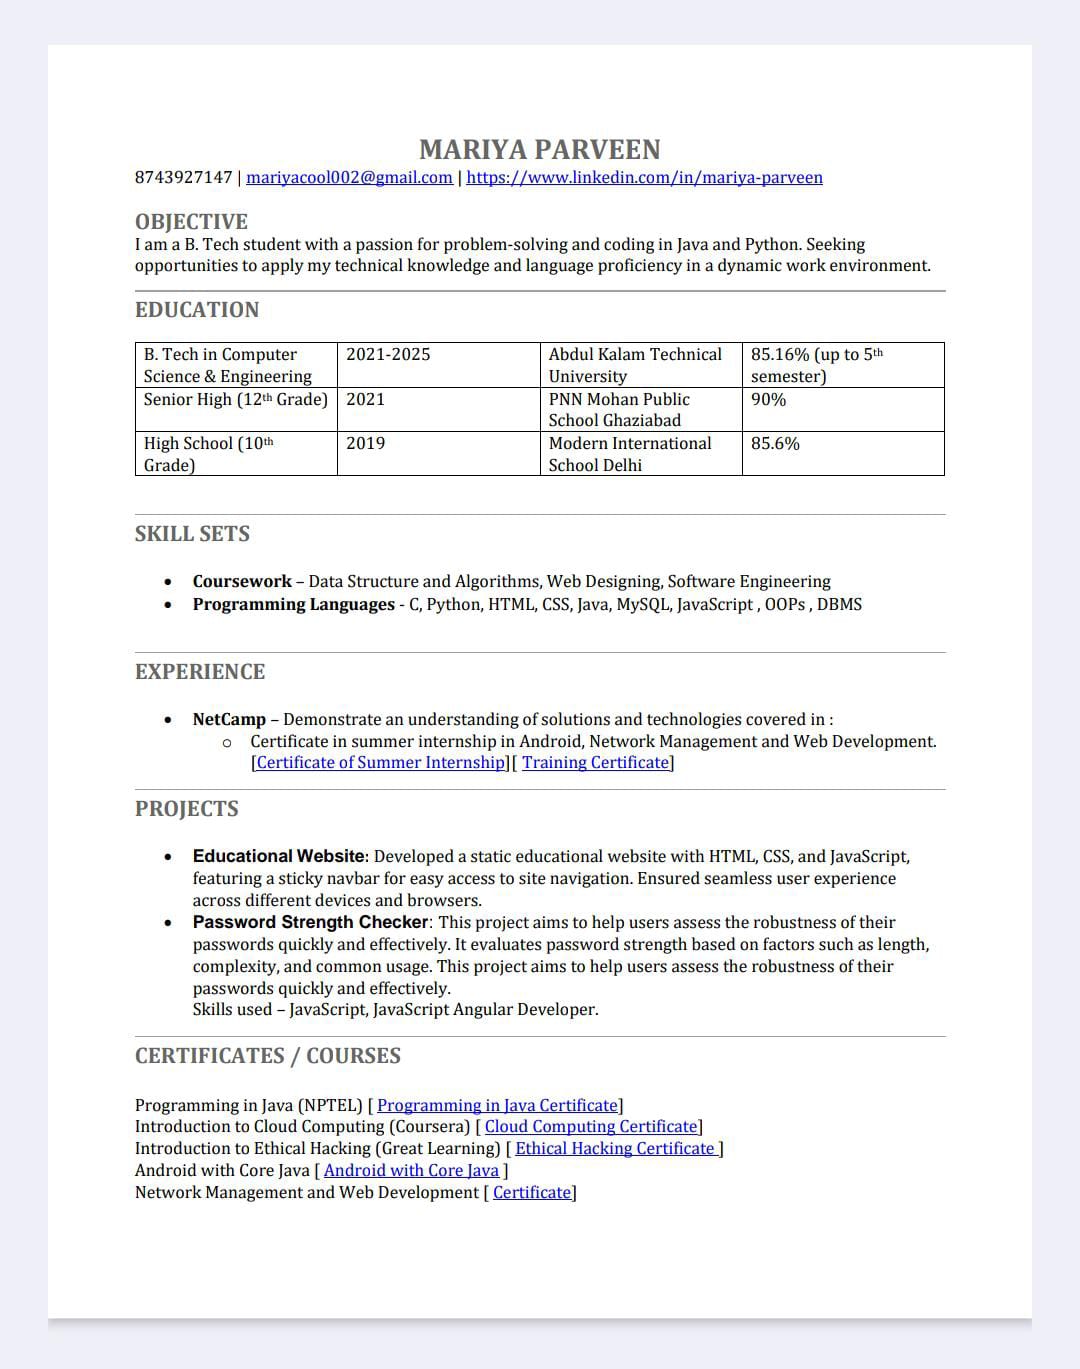 MARIYA PARVEEN
8743927147 | mariyacool002@gmail.com | https://www.linkedin.com/in/mariya-parveen
OBJECTIVE
I am a B. Tech student with a passion for problem-solving and coding in Java and Python. Seeking
opportunities to apply my technical knowledge and language proficiency in a dynamic work environment.
EDUCATION
B. Tech in Computer Science & Engineering 2021-2025 Abdul Kalam Technical University 85.16% (up to 5th semester)
Senior High (12th Grade) 2021 PNN Mohan Public School Ghaziabad 90%
High School (10th Grade) 2019 Modern International School Delhi 85.6%
SKILL SETS
• Coursework – Data Structure and Algorithms, Web Designing, Software Engineering
• Programming Languages - C, Python, HTML, CSS, Java, MySQL, JavaScript , OOPs , DBMS
EXPERIENCE
• NetCamp – Demonstrate an understanding of solutions and technologies covered in :
o Certificate in summer internship in Android, Network Management and Web Development.
[Certificate of Summer Internship][ Training Certificate]
PROJECTS
• Educational Website: Developed a static educational website with HTML, CSS, and JavaScript,
featuring a sticky navbar for easy access to site navigation. Ensured seamless user experience
across different devices and browsers.
• Password Strength Checker: This project aims to help users assess the robustness of their
passwords quickly and effectively. It evaluates password strength based on factors such as length,
complexity, and common usage. This project aims to help users assess the robustness of their
passwords quickly and effectively.
Skills used – JavaScript, JavaScript Angular Developer.
CERTIFICATES / COURSES
Programming in Java (NPTEL) [ Programming in Java Certificate]
Introduction to Cloud Computing (Coursera) [ Cloud Computing Certificate]
Introduction to Ethical Hacking (Great Learning) [ Ethical Hacking Certificate ]
Android with Core Java [ Android with Core Java ]
Network Management and Web Development [ Certificate]